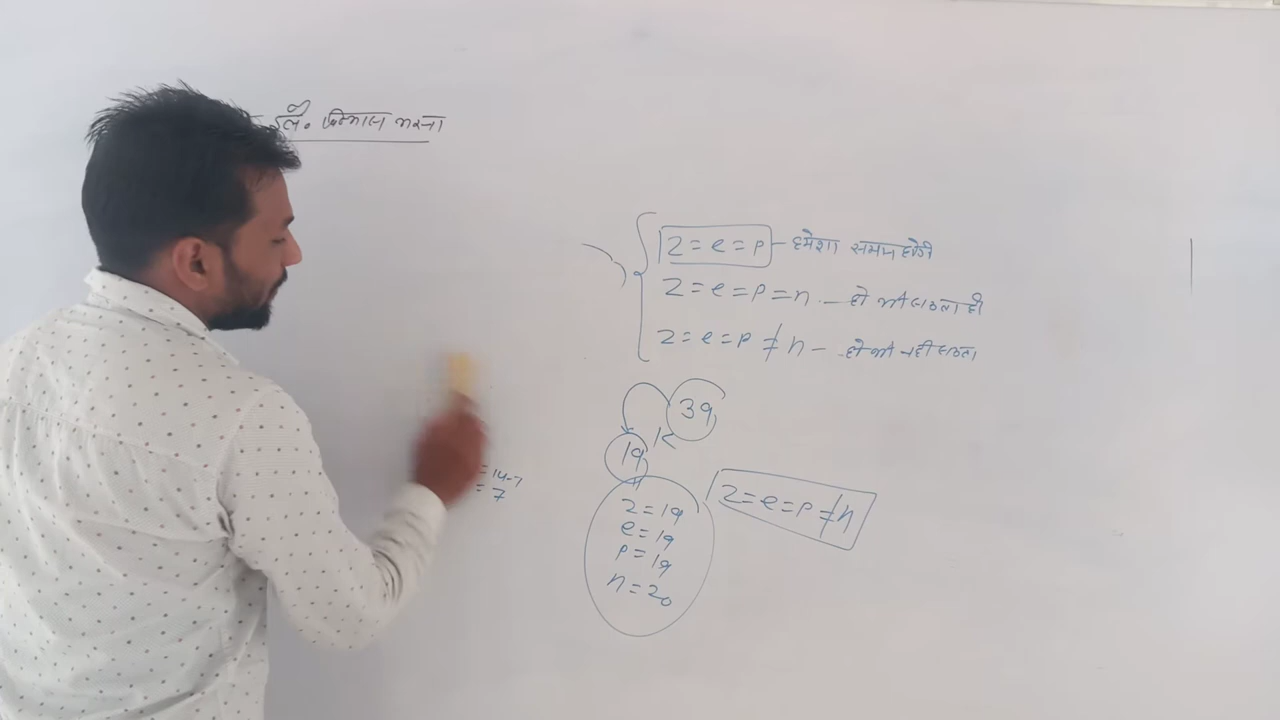 z = e = p - हमेशा समान होगी
z = e = p = n - हो भी सकता है
z = e = p ≠ n - हो भी नही सकता
39
K
19
z = e = p ≠ n
z = 19
e = 19
p = 19
n = 20
= 14-7
= 7